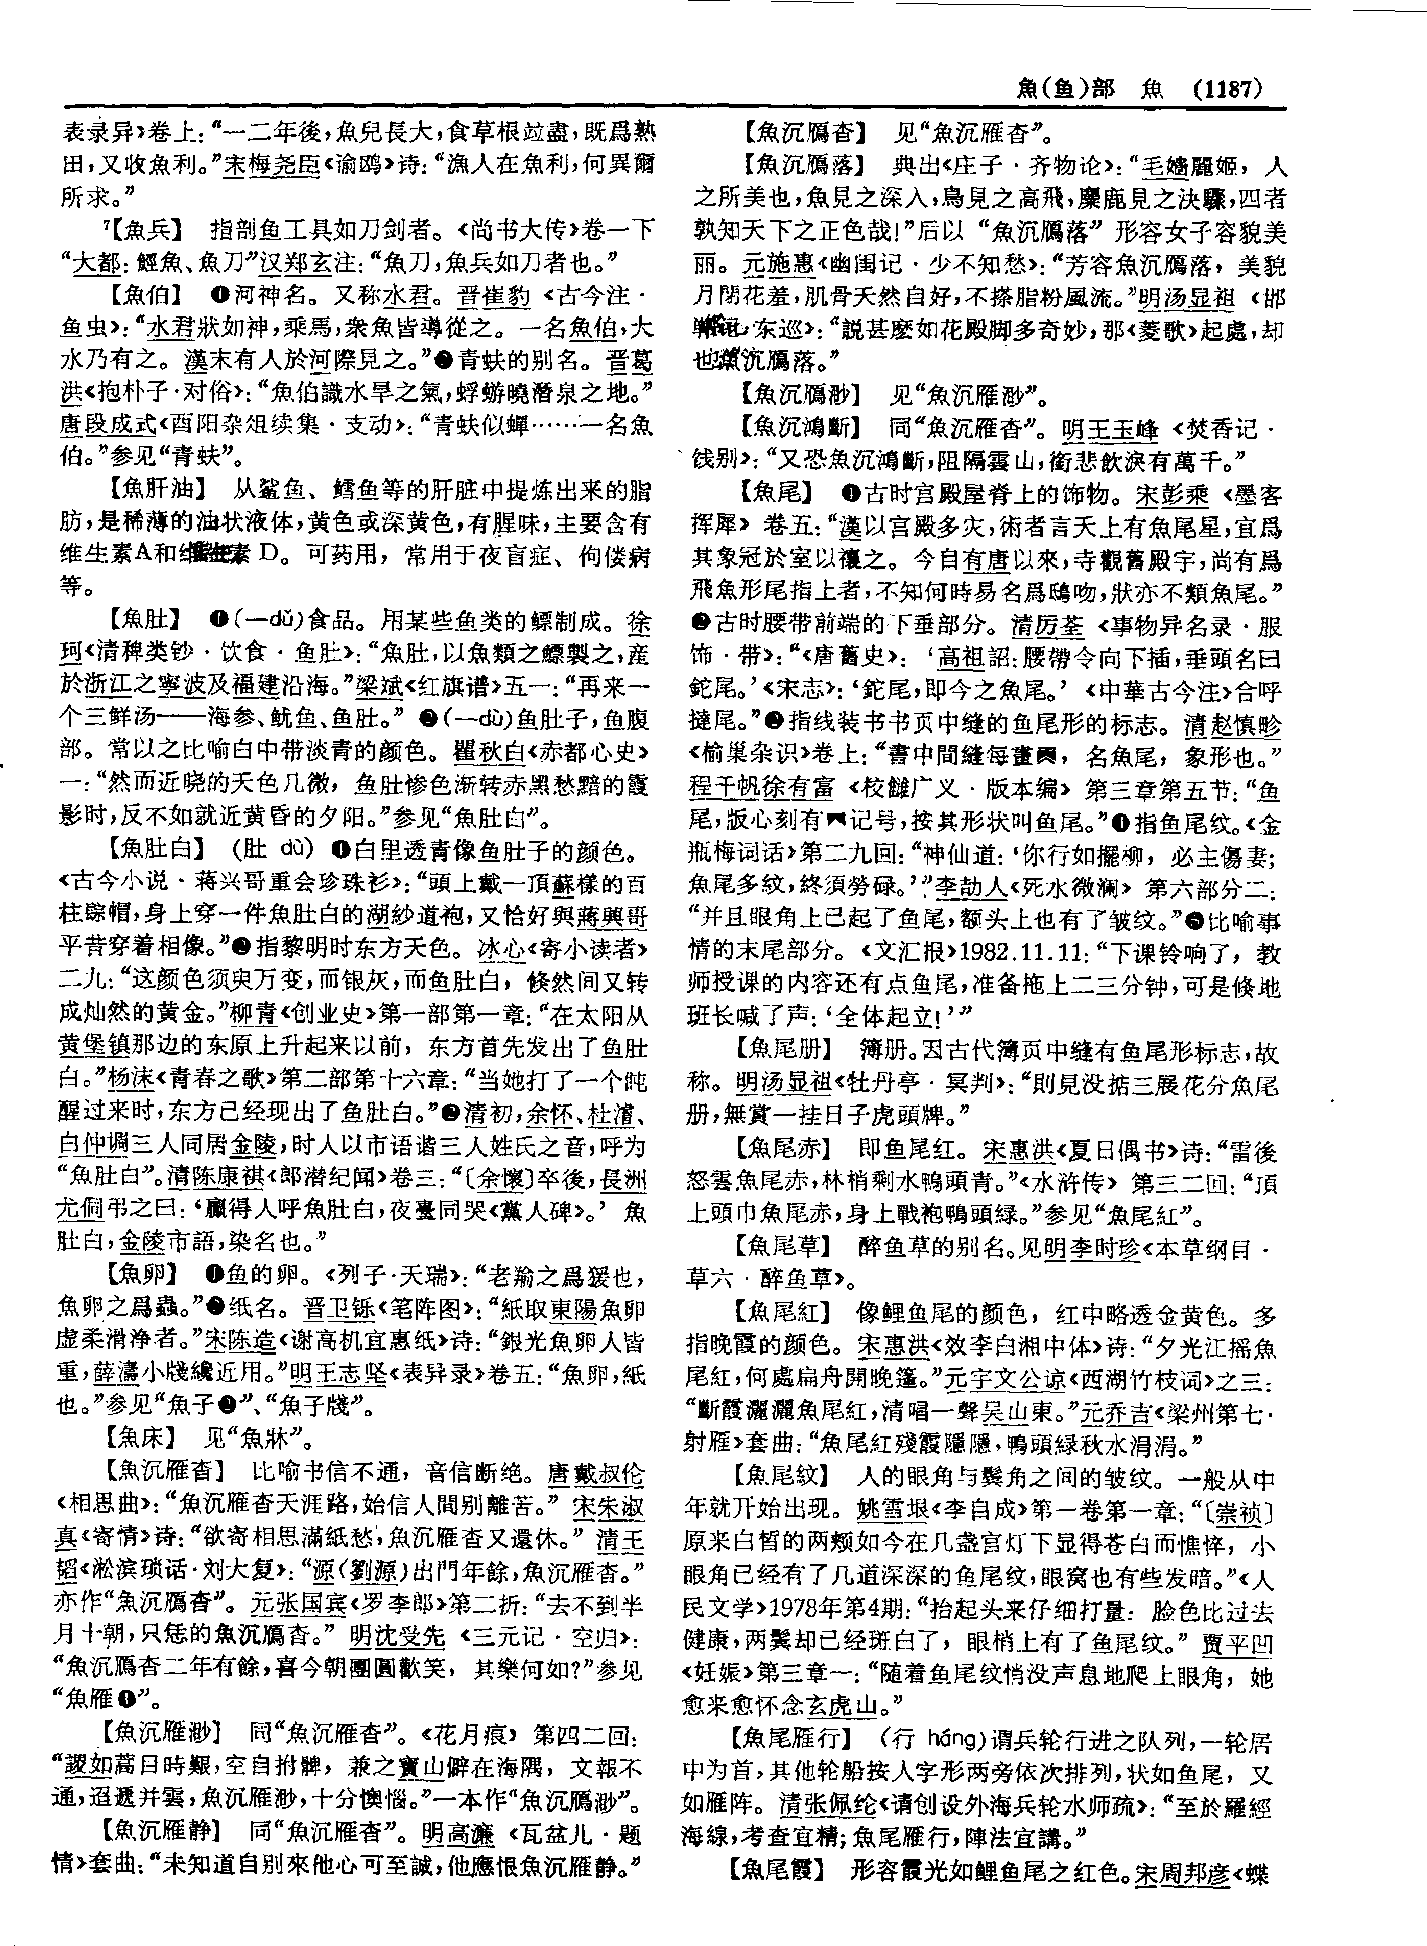 魚(鱼)部　魚　(1187)
表录异》卷上：“一二年後，魚兒長大，食草根竝盡，既爲熟
田，又收魚利。”宋梅尧臣《谕鸥》诗：“漁人在魚利，何異爾
所求。”
【魚兵】　指剖鱼工具如刀剑者。《尚书大传》卷一下
“大都：鰹魚、魚刀”汉郑玄注：“魚刀，魚兵如刀者也。”
【魚伯】　❶河神名。又称水君。晋崔豹《古今注·
鱼虫》：“水君狀如神，乘馬，衆魚皆導從之。一名魚伯，大
水乃有之。漢末有人於河際見之。”❷青蚨的别名。晋葛
洪《抱朴子·对俗》：“魚伯識水旱之氣，蜉蝣曉潛泉之地。”
唐段成式《酉阳杂俎续集·支动》：“青蚨似蟬……一名魚
伯。”参见“青蚨”。
【魚肝油】　从鲨鱼、鳕鱼等的肝脏中提炼出来的脂
肪，是稀薄的油状液体，黄色或深黄色，有腥味，主要含有
维生素A和维生素D。可药用，常用于夜盲症、佝偻病
等。
【魚肚】　❶(一dǔ)食品。用某些鱼类的鳔制成。徐
珂《清稗类钞·饮食·鱼肚》：“魚肚，以魚類之鰾製之，産
於浙江之寧波及福建沿海。”梁斌《红旗谱》五一：“再来一
个三鲜汤——海参、鱿鱼、鱼肚。”❷(一dù)鱼肚子，鱼腹
部。常以之比喻白中带淡青的颜色。瞿秋白《赤都心史》
一：“然而近晓的天色几微，鱼肚惨色渐转赤黑愁黯的霞
影时，反不如就近黄昏的夕阳。”参见“魚肚白”。
【魚肚白】　(肚 dù)❶白里透青像鱼肚子的颜色。
《古今小说·蒋兴哥重会珍珠衫》：“頭上戴一頂蘇樣的百
柱鬃帽，身上穿一件魚肚白的湖紗道袍，又恰好與蔣興哥
平昔穿着相像。”❷指黎明时东方天色。冰心《寄小读者》
二九：“这颜色须臾万变，而银灰，而鱼肚白，倏然间又转
成灿然的黄金。”柳青《创业史》第一部第一章：“在太阳从
黄堡镇那边的东原上升起来以前，东方首先发出了鱼肚
白。”杨沫《青春之歌》第二部第十六章：“当她打了一个盹
醒过来时，东方已经现出了鱼肚白。”❸清初，余怀、杜濬、
白仲调三人同居金陵，时人以市语谐三人姓氏之音，呼为
“魚肚白”。清陈康祺《郎潜纪闻》卷三：“〔余懷〕卒後，長洲
尤侗弔之曰：‘贏得人呼魚肚白，夜臺同哭《黨人碑》。’魚
肚白，金陵市語，染名也。”
【魚卵】　❶鱼的卵。《列子·天瑞》：“老羭之爲猨也，
魚卵之爲蟲。”❷纸名。晋卫铄《笔阵图》：“紙取東陽魚卵
虚柔滑净者。”宋陈造《谢高机宜惠纸》诗：“銀光魚卵人皆
重，薛濤小牋纔近用。”明王志坚《表异录》卷五：“魚卵，紙
也。”参见“魚子❷”、“魚子牋”。
【魚床】　见“魚牀”。
【魚沉雁杳】　比喻书信不通，音信断绝。唐戴叔伦
《相思曲》：“魚沉雁杳天涯路，始信人間别離苦。”宋朱淑
真《寄情》诗：“欲寄相思滿紙愁，魚沉雁杳又還休。”清王
韬《淞滨琐话·刘大复》：“源(劉源)出門年餘，魚沉雁杳。”
亦作“魚沉鴈杳”。元张国宾《罗李郎》第二折：“去不到半
月十朝，只恁的魚沉鴈杳。”明沈受先《三元记·空归》：
“魚沉鴈杳二年有餘，喜今朝團圓歡笑，其樂何如？”参见
“魚雁❶”。
【魚沉雁渺】　同“魚沉雁杳”。《花月痕》第四二回：
“謖如蒿目時艱，空自拊髀，兼之寶山僻在海隅，文報不
通，迢遞并雲，魚沉雁渺，十分懊惱。”一本作“魚沉鴈渺”。
【魚沉雁静】　同“魚沉雁杳”。明高濂《瓦盆儿·题
情》套曲：“未知道自别來他心可至誠，他應恨魚沉雁静。”
【魚沉鴈杳】　见“魚沉雁杳”。
【魚沉鴈落】　典出《庄子·齐物论》：“毛嬙麗姬，人
之所美也，魚見之深入，鳥見之高飛，麋鹿見之決驟，四者
孰知天下之正色哉！”后以“魚沉鴈落”形容女子容貌美
丽。元施惠《幽闺记·少不知愁》：“芳容魚沉鴈落，美貌
月閉花羞，肌骨天然自好，不搽脂粉風流。”明汤显祖《邯
郸记·东巡》：“説甚麽如花殿脚多奇妙，那《菱歌》起處，却
也魚沉鴈落。”
【魚沉鴈渺】　见“魚沉雁渺”。
【魚沉鴻斷】　同“魚沉雁杳”。明王玉峰《焚香记·
饯别》：“又恐魚沉鴻斷，阻隔雲山，銜悲飲淚有萬千。”
【魚尾】　❶古时宫殿屋脊上的饰物。宋彭乘《墨客
挥犀》卷五：“漢以宫殿多灾，術者言天上有魚尾星，宜爲
其象冠於室以禳之。今自有唐以來，寺觀舊殿宇，尚有爲
飛魚形尾指上者，不知何時易名爲鴟吻，狀亦不類魚尾。”
❷古时腰带前端的下垂部分。清厉荃《事物异名录·服
饰·带》：“《唐舊史》：‘高祖詔：腰帶令向下插，垂頭名曰
鉈尾。’《宋志》：‘鉈尾，即今之魚尾。’《中華古今注》合呼
撻尾。”❸指线装书书页中缝的鱼尾形的标志。清赵慎畛
《榆巢杂识》卷上：“書中間縫每畫，名魚尾，象形也。”
程千帆徐有富《校雠广义·版本编》第三章第五节：“鱼
尾，版心刻有记号，按其形状叫鱼尾。”❹指鱼尾纹。《金
瓶梅词话》第二九回：“神仙道：‘你行如擺柳，必主傷妻；
魚尾多紋，終須勞碌。’”李劼人《死水微澜》第六部分二：
“并且眼角上已起了鱼尾，额头上也有了皱纹。”❺比喻事
情的末尾部分。《文汇报》1982.11.11：“下课铃响了，教
师授课的内容还有点鱼尾，准备拖上二三分钟，可是倏地
班长喊了声：‘全体起立！’”
【魚尾册】　簿册。因古代簿页中缝有鱼尾形标志，故
称。明汤显祖《牡丹亭·冥判》：“則見没掂三展花分魚尾
册，無賞一挂日子虎頭牌。”
【魚尾赤】　即鱼尾红。宋惠洪《夏日偶书》诗：“雷後
怒雲魚尾赤，林梢剩水鴨頭青。”《水浒传》第三二回：“頂
上頭巾魚尾赤，身上戰袍鴨頭緑。”参见“魚尾紅”。
【魚尾草】　醉鱼草的别名。见明李时珍《本草纲目·
草六·醉鱼草》。
【魚尾紅】　像鲤鱼尾的颜色，红中略透金黄色。多
指晚霞的颜色。宋惠洪《效李白湘中体》诗：“夕光江摇魚
尾紅，何處扁舟開晚篷。”元宇文公谅《西湖竹枝词》之三：
“斷霞灑灑魚尾紅，清唱一聲吴山東。”元乔吉《梁州第七·
射雁》套曲：“魚尾紅殘霞隱隱，鴨頭緑秋水涓涓。”
【魚尾紋】　人的眼角与鬓角之间的皱纹。一般从中
年就开始出现。姚雪垠《李自成》第一卷第一章：“〔崇祯〕
原来白皙的两颊如今在几盏宫灯下显得苍白而憔悴，小
眼角已经有了几道深深的鱼尾纹，眼窝也有些发暗。”《人
民文学》1978年第4期：“抬起头来仔细打量：脸色比过去
健康，两鬓却已经斑白了，眼梢上有了鱼尾纹。”贾平凹
《妊娠》第三章一：“随着鱼尾纹悄没声息地爬上眼角，她
愈来愈怀念玄虎山。”
【魚尾雁行】　(行 háng)谓兵轮行进之队列，一轮居
中为首，其他轮船按人字形两旁依次排列，状如鱼尾，又
如雁阵。清张佩纶《请创设外海兵轮水师疏》：“至於羅經
海線，考查宜精；魚尾雁行，陣法宜講。”
【魚尾霞】　形容霞光如鲤鱼尾之红色。宋周邦彦《蝶